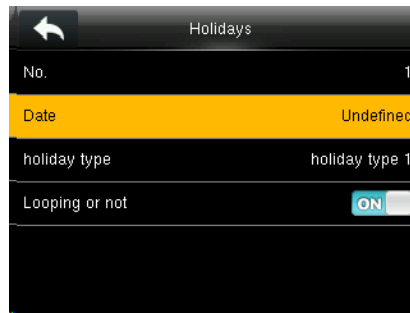 Holidays
No. 1
Date Undefined
holiday type holiday type 1
Looping or not ON